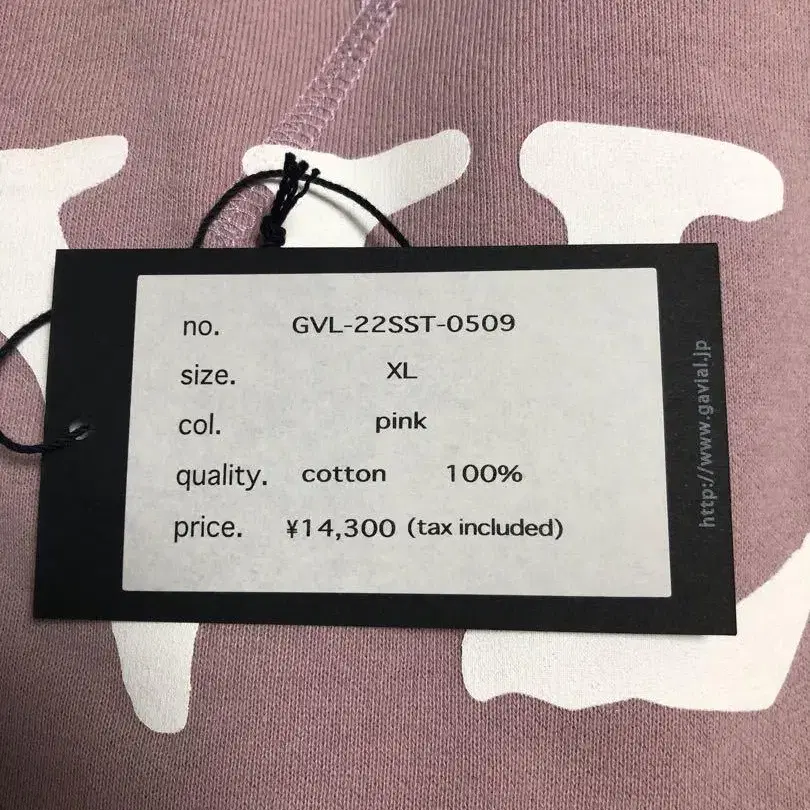 no. GVL-22SST-0509
size. XL
col. pink
quality. cotton 100%
price. ¥14,300 (tax included)
http://www.gavial.jp